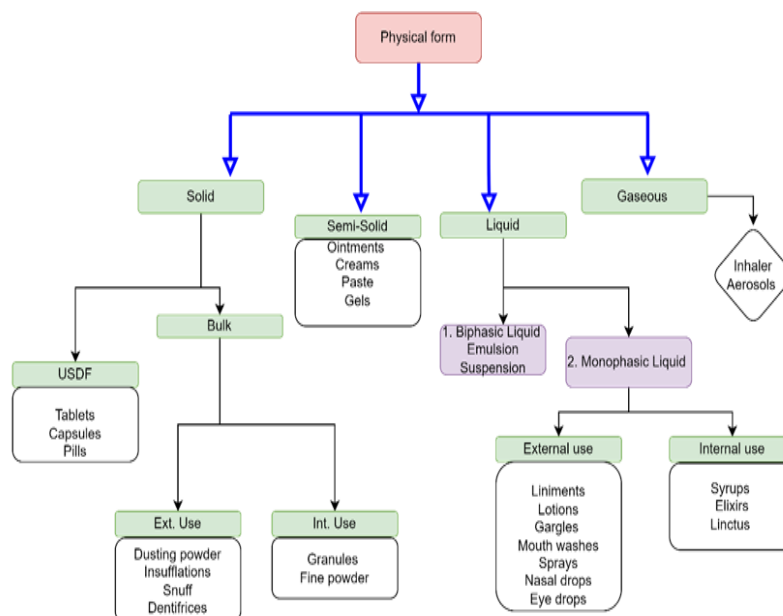 Physical form
Solid
Semi-Solid
Ointments
Creams
Paste
Gels
Liquid
Gaseous
Inhaler
Aerosols
Bulk
USDF
Tablets
Capsules
Pills
1. Biphasic Liquid
Emulsion
Suspension
2. Monophasic Liquid
Ext. Use
Dusting powder
Insufflations
Snuff
Dentifrices
Int. Use
Granules
Fine powder
External use
Liniments
Lotions
Gargles
Mouth washes
Sprays
Nasal drops
Eye drops
Internal use
Syrups
Elixirs
Linctus